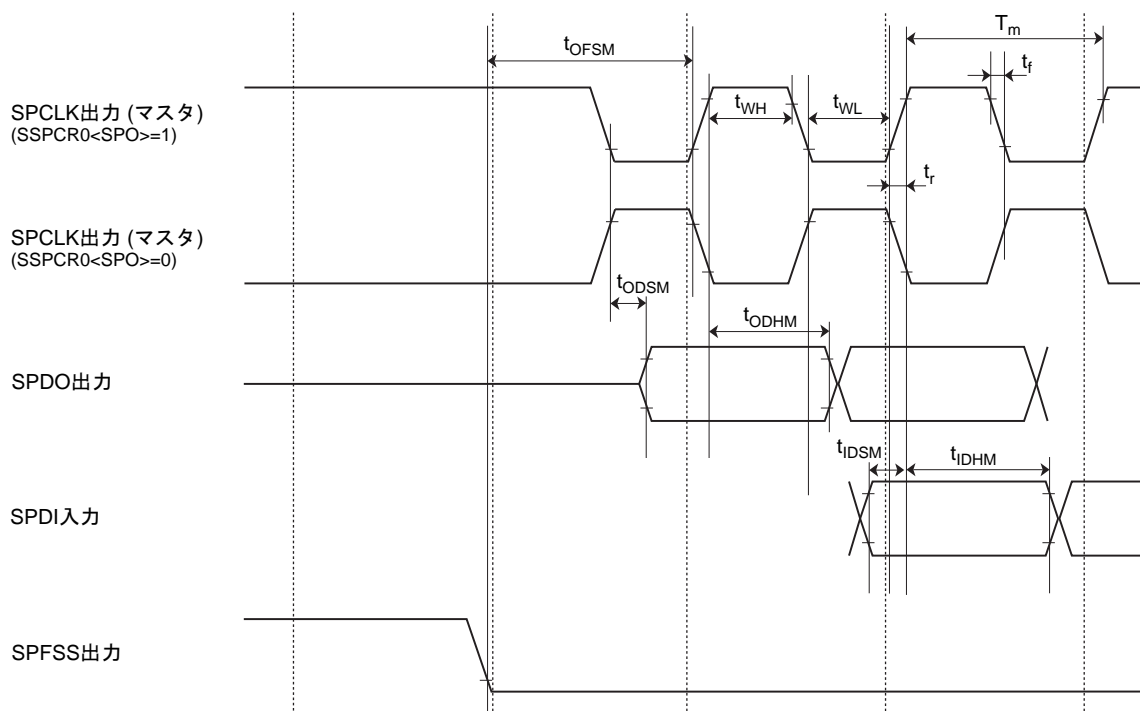 t_OFSM
T_m
t_f
SPCLK出力 (マスタ)
(SSPCR0<SPO>=1)
t_WH
t_WL
t_r
SPCLK出力 (マスタ)
(SSPCR0<SPO>=0)
t_ODSM
t_ODHM
SPDO出力
t_IDSM
t_IDHM
SPDI入力
SPFSS出力